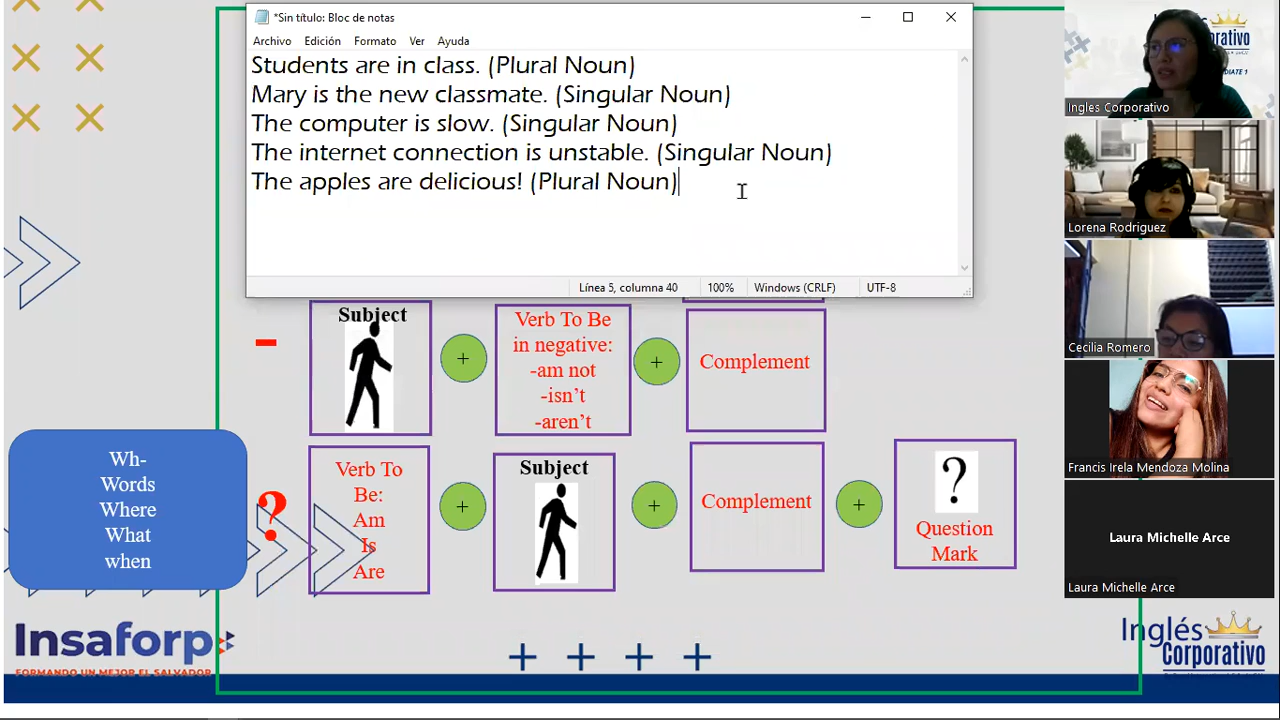 *Sin título: Bloc de notas
Archivo Edición Formato Ver Ayuda
Students are in class. (Plural Noun)
Mary is the new classmate. (Singular Noun)
The computer is slow. (Singular Noun)
The internet connection is unstable. (Singular Noun)
The apples are delicious! (Plural Noun)
Línea 5, columna 40 100% Windows (CRLF) UTF-8
-
Subject
+
Verb To Be
in negative:
-am not
-isn't
-aren't
+
Complement
Wh-
Words
Where
What
when
?
Verb To
Be:
Am
Is
Are
+
Subject
+
Complement
+
?
Question
Mark
Insaforp
FORMANDO UN MEJOR EL SALVADOR
Inglés
Corporativo
Ingles Corporativo
Lorena Rodriguez
Cecilia Romero
Francis Irela Mendoza Molina
Laura Michelle Arce
Laura Michelle Arce